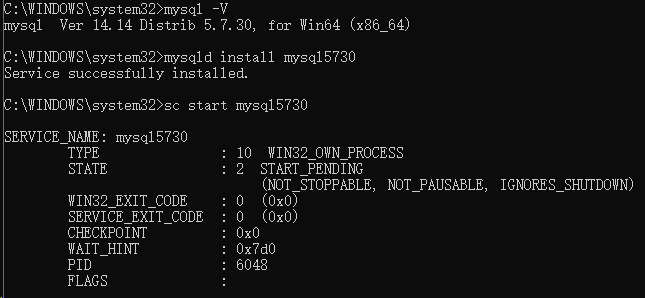 C:\WINDOWS\system32>mysql -V
mysql  Ver 14.14 Distrib 5.7.30, for Win64 (x86_64)
C:\WINDOWS\system32>mysqld install mysql5730
Service successfully installed.
C:\WINDOWS\system32>sc start mysql5730
SERVICE_NAME: mysql5730
        TYPE               : 10  WIN32_OWN_PROCESS
        STATE              : 2  START_PENDING
                                (NOT_STOPPABLE, NOT_PAUSABLE, IGNORES_SHUTDOWN)
        WIN32_EXIT_CODE    : 0  (0x0)
        SERVICE_EXIT_CODE  : 0  (0x0)
        CHECKPOINT         : 0x0
        WAIT_HINT          : 0x7d0
        PID                : 6048
        FLAGS              :